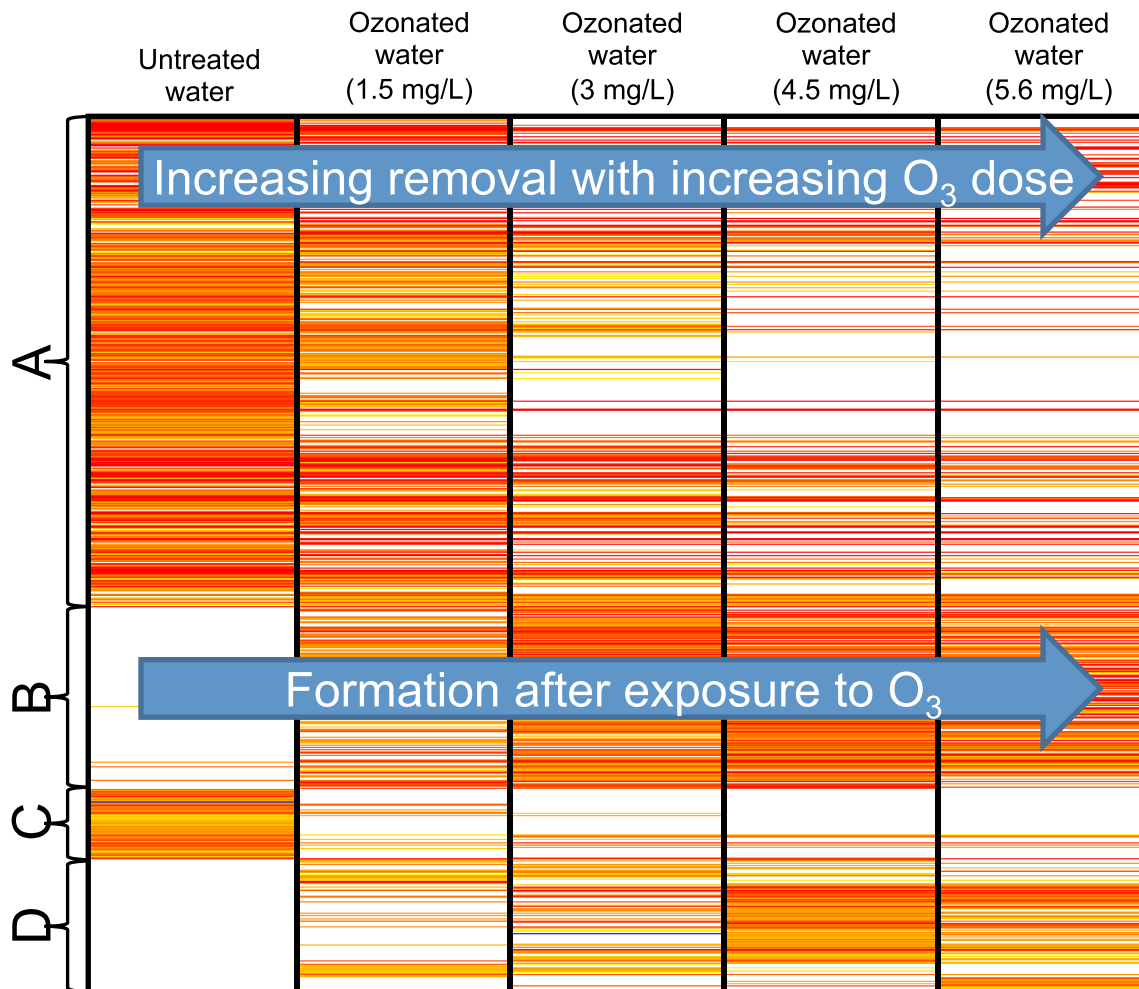 Untreated
water
Ozonated
water
(1.5 mg/L)
Ozonated
water
(3 mg/L)
Ozonated
water
(4.5 mg/L)
Ozonated
water
(5.6 mg/L)
A
Increasing removal with increasing O₃ dose
B
Formation after exposure to O₃
C
D